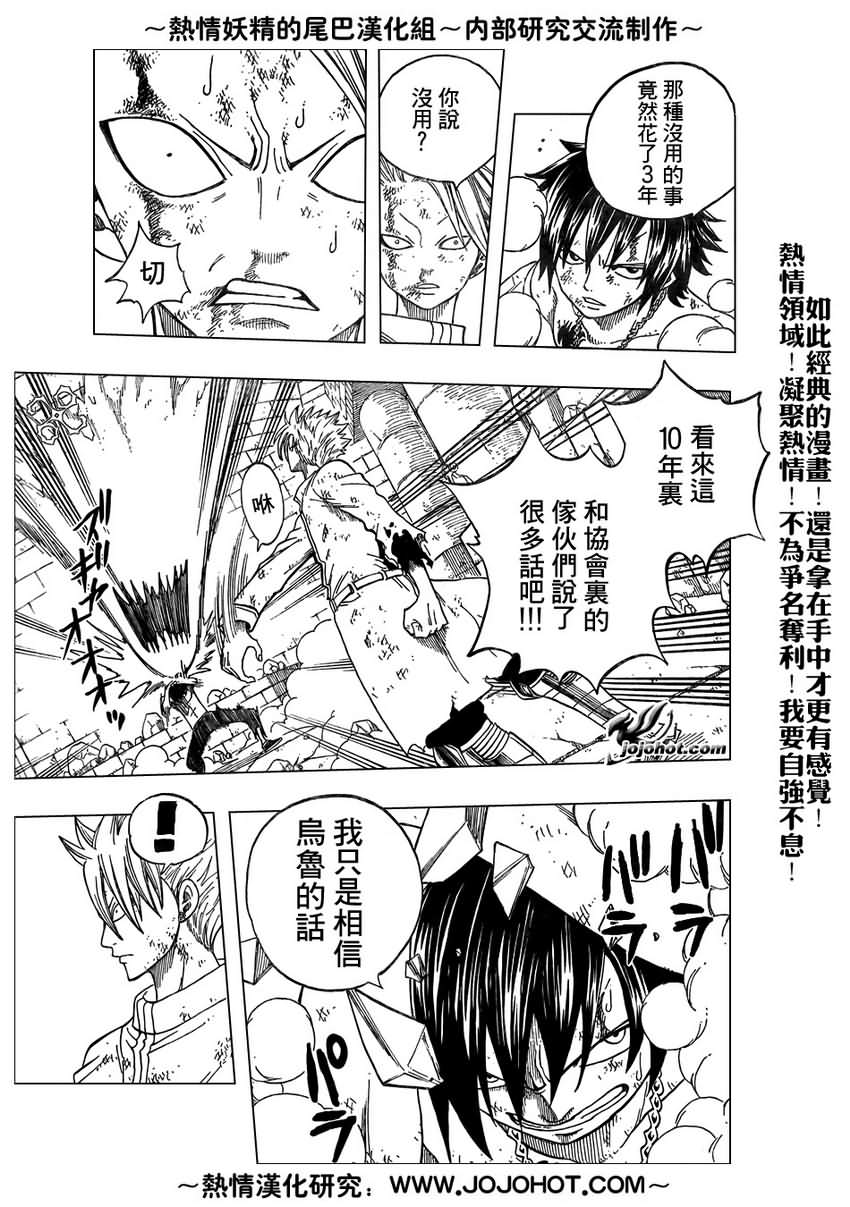 ～熱情妖精的尾巴漢化組～内部研究交流制作～
那種沒用的事
竟然花了3年
你說
沒用？
切
看來這
10年裏
和協會裏的
傢伙們說了
很多話吧!!!
咻
ズギャオオオッ
jojohot.com
パラ
我只是相信
烏魯的話
パラ
！
如此經典的漫畫！還是拿在手中才更有感覺！
熱情領域！凝聚熱情！不為爭名奪利！我要自強不息！
～熱情漢化研究：WWW.JOJOHOT.COM～